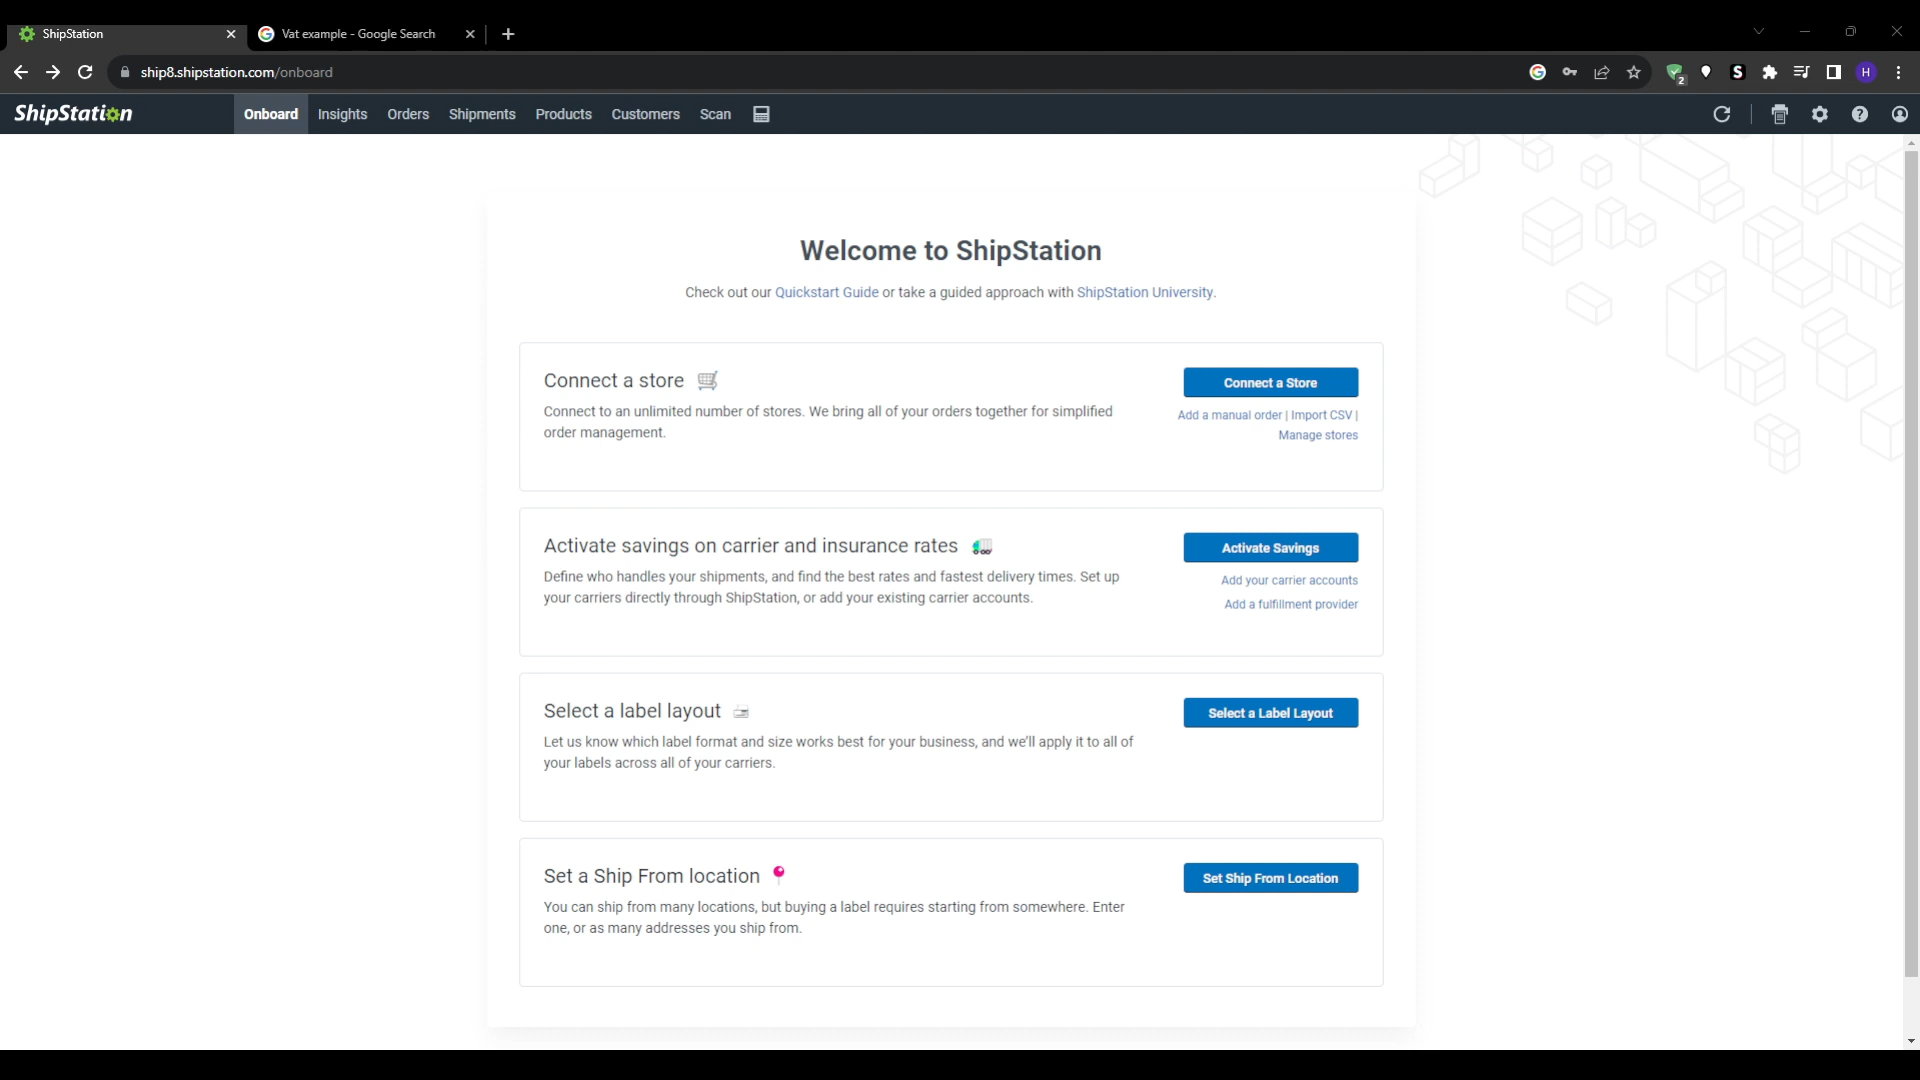 ShipStation
Vat example - Google Search
ship8.shipstation.com/onboard
2
S
H
ShipStation
Onboard Insights Orders Shipments Products Customers Scan
Welcome to ShipStation
Check out our Quickstart Guide or take a guided approach with ShipStation University.
Connect a store
Connect to an unlimited number of stores. We bring all of your orders together for simplified
order management.
Connect a Store
Add a manual order | Import CSV |
Manage stores
Activate savings on carrier and insurance rates
Define who handles your shipments, and find the best rates and fastest delivery times. Set up
your carriers directly through ShipStation, or add your existing carrier accounts.
Activate Savings
Add your carrier accounts
Add a fulfillment provider
Select a label layout
Let us know which label format and size works best for your business, and we'll apply it to all of
your labels across all of your carriers.
Select a Label Layout
Set a Ship From location
You can ship from many locations, but buying a label requires starting from somewhere. Enter
one, or as many addresses you ship from.
Set Ship From Location